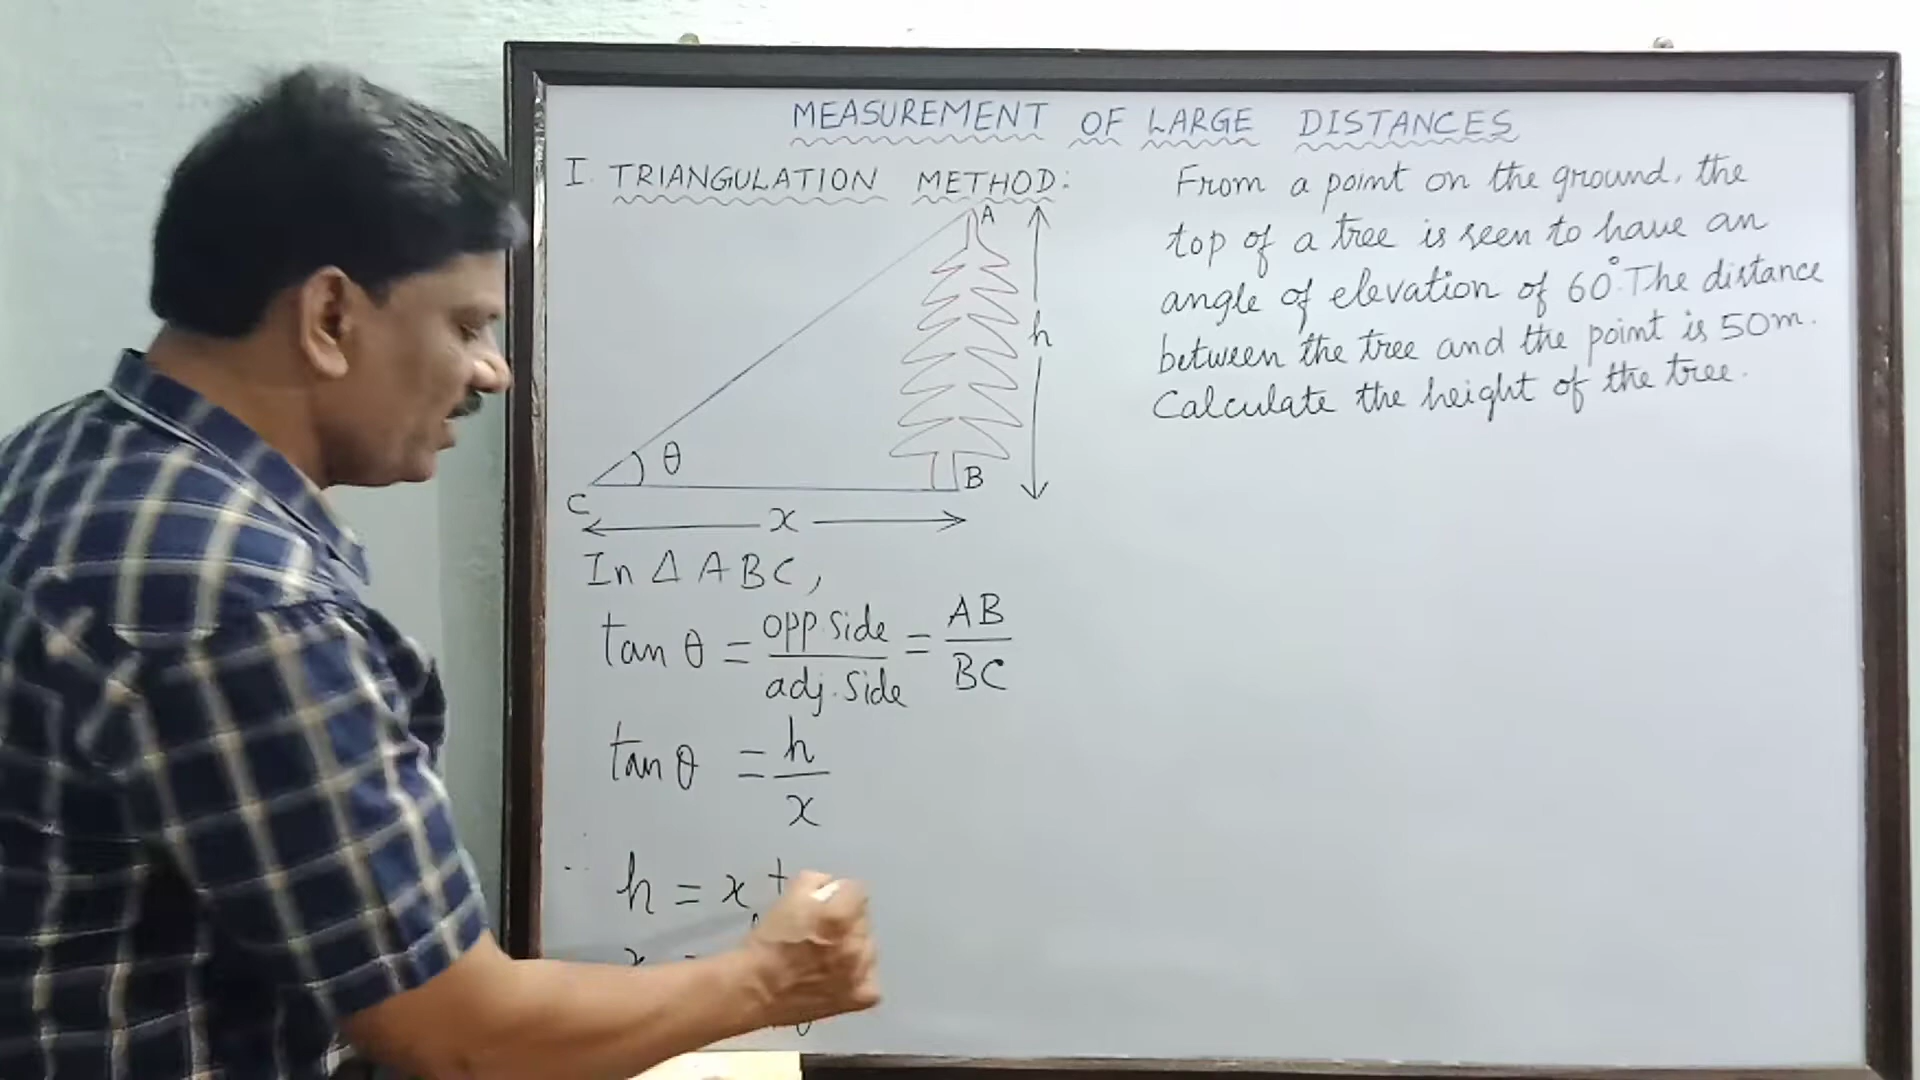 MEASUREMENT OF LARGE DISTANCES
I. TRIANGULATION METHOD:
A
h
θ
B
C
x
In Δ ABC,
tan θ = opp. side / adj. side = AB / BC
tan θ = h / x
h = x
From a point on the ground, the
top of a tree is seen to have an
angle of elevation of 60°. The distance
between the tree and the point is 50m.
Calculate the height of the tree.